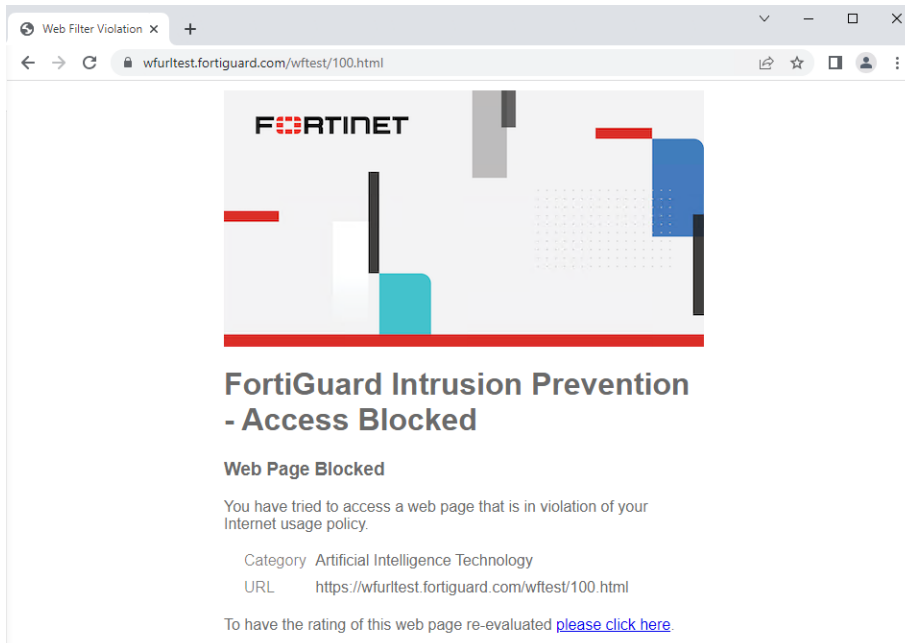 Web Filter Violation
wfurltest.fortiguard.com/wftest/100.html
FORTINET
FortiGuard Intrusion Prevention
- Access Blocked
Web Page Blocked
You have tried to access a web page that is in violation of your
Internet usage policy.
Category Artificial Intelligence Technology
URL https://wfurltest.fortiguard.com/wftest/100.html
To have the rating of this web page re-evaluated please click here.